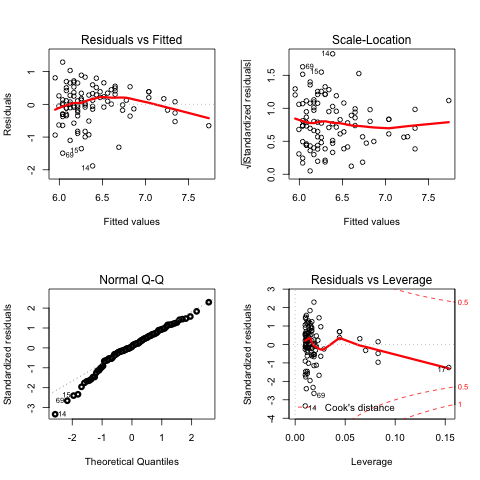 Residuals vs Fitted
Residuals
1
0
-1
-2
69
15
14
6.0 6.5 7.0 7.5
Fitted values
Scale-Location
√|Standardized residuals|
1.5
1.0
0.5
0.0
14
69
15
6.0 6.5 7.0 7.5
Fitted values
Normal Q-Q
Standardized residuals
2
1
0
-1
-2
-3
15
69
14
-2 -1 0 1 2
Theoretical Quantiles
Residuals vs Leverage
Standardized residuals
3
2
1
0
-1
-2
-3
-4
0.5
17
0.5
69
1
14
Cook's distance
0.00 0.05 0.10 0.15
Leverage